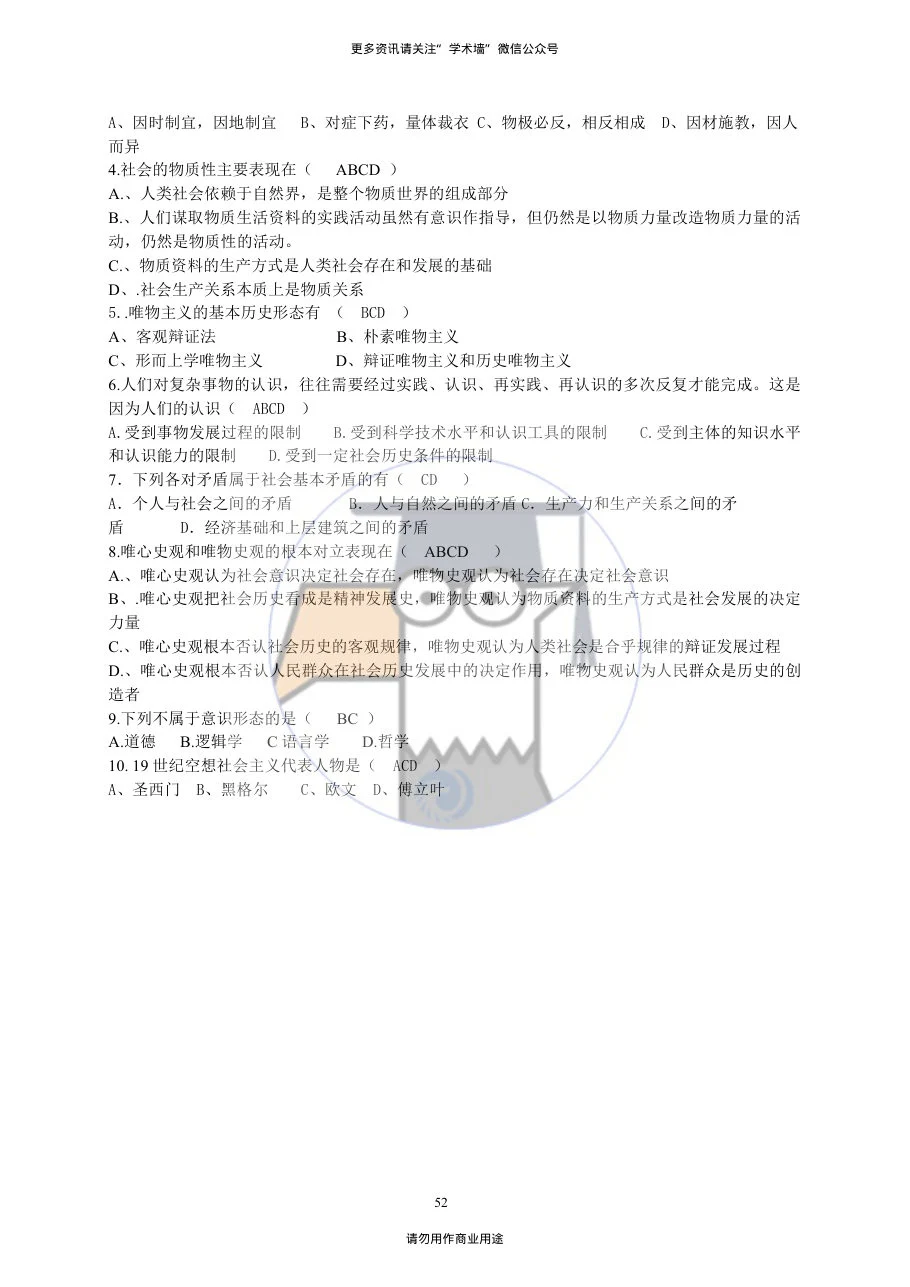 更多资讯请关注“学术墙”微信公众号
A、因时制宜，因地制宜 B、对症下药，量体裁衣 C、物极必反，相反相成 D、因材施教，因人
而异
4.社会的物质性主要表现在（ ABCD ）
A.、人类社会依赖于自然界，是整个物质世界的组成部分
B.、人们谋取物质生活资料的实践活动虽然有意识作指导，但仍然是以物质力量改造物质力量的活
动，仍然是物质性的活动。
C.、物质资料的生产方式是人类社会存在和发展的基础
D、.社会生产关系本质上是物质关系
5. .唯物主义的基本历史形态有 （ BCD ）
A、客观辩证法 B、朴素唯物主义
C、形而上学唯物主义 D、辩证唯物主义和历史唯物主义
6.人们对复杂事物的认识，往往需要经过实践、认识、再实践、再认识的多次反复才能完成。这是
因为人们的认识（ ABCD ）
A.受到事物发展过程的限制 B.受到科学技术水平和认识工具的限制 C.受到主体的知识水平
和认识能力的限制 D.受到一定社会历史条件的限制
7．下列各对矛盾属于社会基本矛盾的有（ CD ）
A．个人与社会之间的矛盾 B．人与自然之间的矛盾 C．生产力和生产关系之间的矛
盾 D．经济基础和上层建筑之间的矛盾
8.唯心史观和唯物史观的根本对立表现在（ ABCD ）
A.、唯心史观认为社会意识决定社会存在，唯物史观认为社会存在决定社会意识
B、.唯心史观把社会历史看成是精神发展史，唯物史观认为物质资料的生产方式是社会发展的决定
力量
C.、唯心史观根本否认社会历史的客观规律，唯物史观认为人类社会是合乎规律的辩证发展过程
D.、唯心史观根本否认人民群众在社会历史发展中的决定作用，唯物史观认为人民群众是历史的创
造者
9.下列不属于意识形态的是（ BC ）
A.道德 B.逻辑学 C 语言学 D.哲学
10. 19 世纪空想社会主义代表人物是（ ACD ）
A、圣西门 B、黑格尔 C、欧文 D、傅立叶
52
请勿用作商业用途